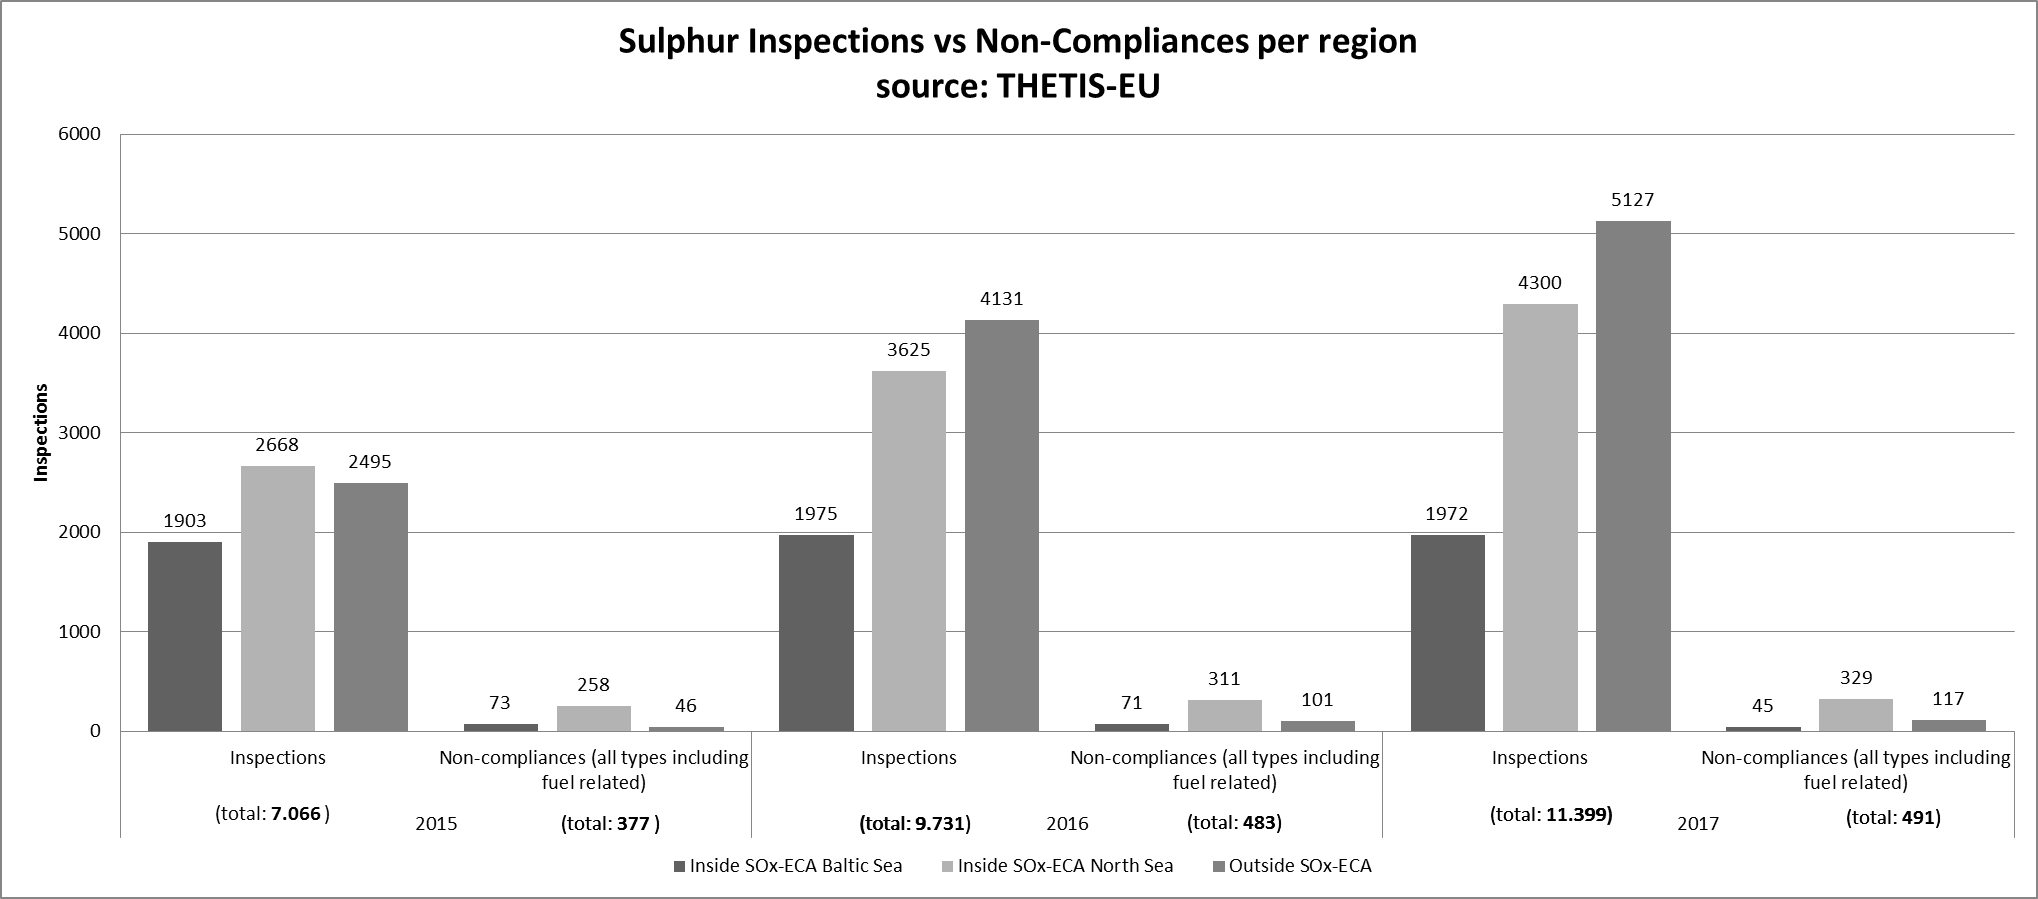 Sulphur Inspections vs Non-Compliances per region
source: THETIS-EU
Inspections
6000
5000
4000
3000
2000
1000
0
1903
2668
2495
73
258
46
1975
3625
4131
71
311
101
1972
4300
5127
45
329
117
Inspections
(total: 7.066 )
Non-compliances (all types including
fuel related)
(total: 377 )
2015
Inspections
(total: 9.731)
Non-compliances (all types including
fuel related)
(total: 483)
2016
Inspections
(total: 11.399)
Non-compliances (all types including
fuel related)
(total: 491)
2017
Inside SOx-ECA Baltic Sea
Inside SOx-ECA North Sea
Outside SOx-ECA